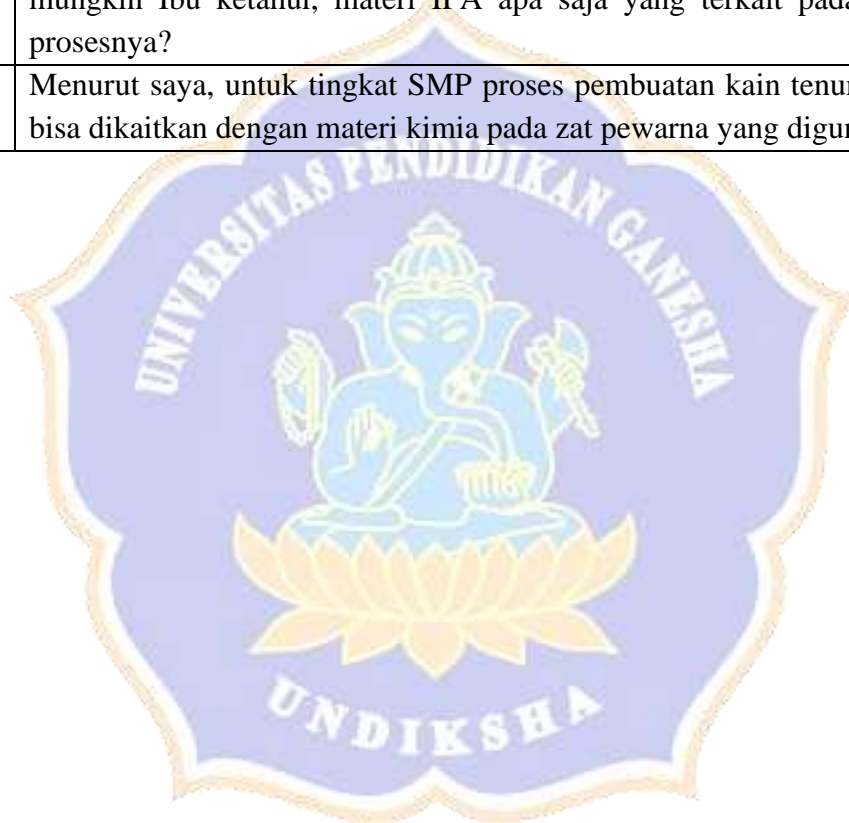 mungkin Ibu ketahui, materi IPA apa saja yang terkait pada
prosesnya?
Menurut saya, untuk tingkat SMP proses pembuatan kain tenun
bisa dikaitkan dengan materi kimia pada zat pewarna yang
UNIVERSITAS PENDIDIKAN GANESHA
UNDIKSHA